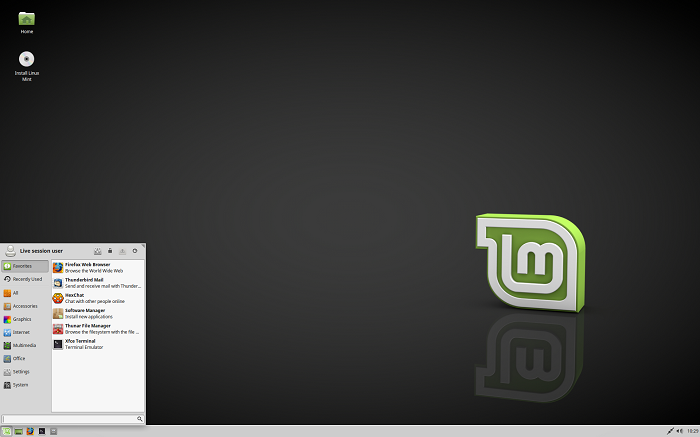 Home
Install Linux
Mint
Live session user
Favorites
Recently Used
All
Accessories
Graphics
Internet
Multimedia
Office
Settings
System
Firefox Web Browser
Browse the World Wide Web
Thunderbird Mail
Send and receive mail with Thunder...
HexChat
Chat with other people online
Software Manager
Install new applications
Thunar File Manager
Browse the filesystem with the file ...
Xfce Terminal
Terminal Emulator
lm
10:29